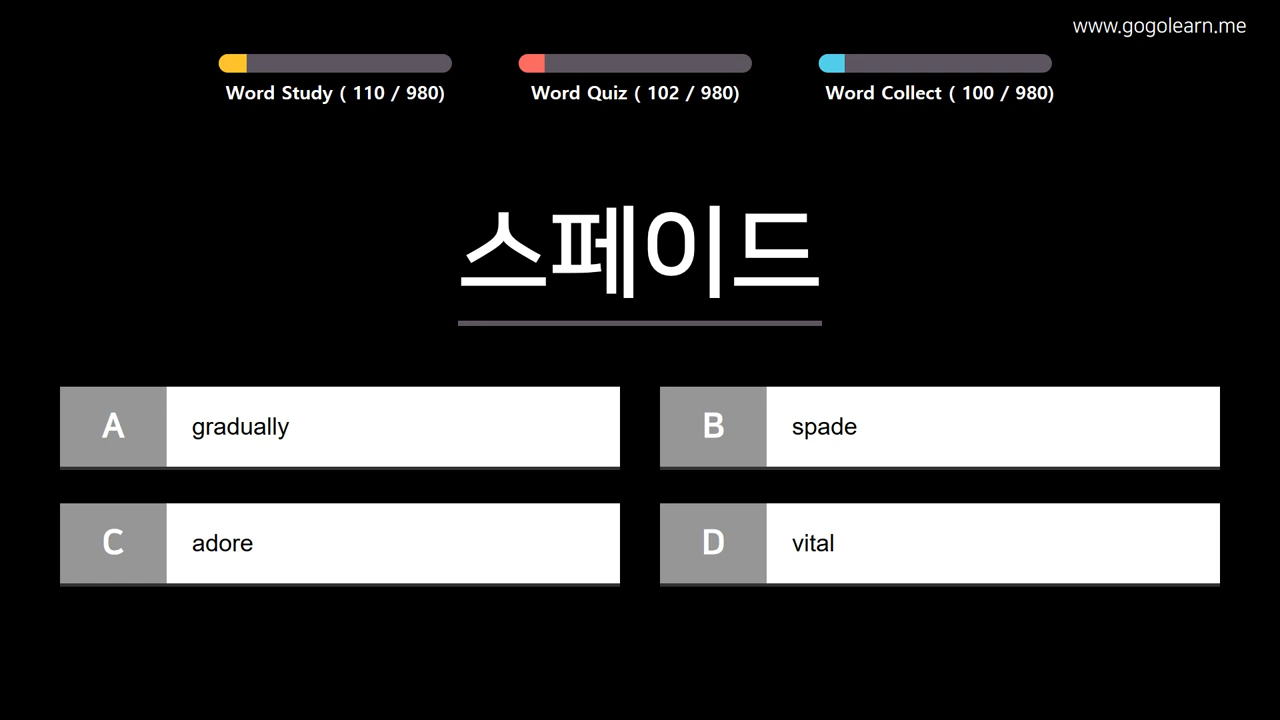 www.gogolearn.me
Word Study ( 110 / 980)
Word Quiz ( 102 / 980)
Word Collect ( 100 / 980)
스페이드
A gradually
B spade
C adore
D vital